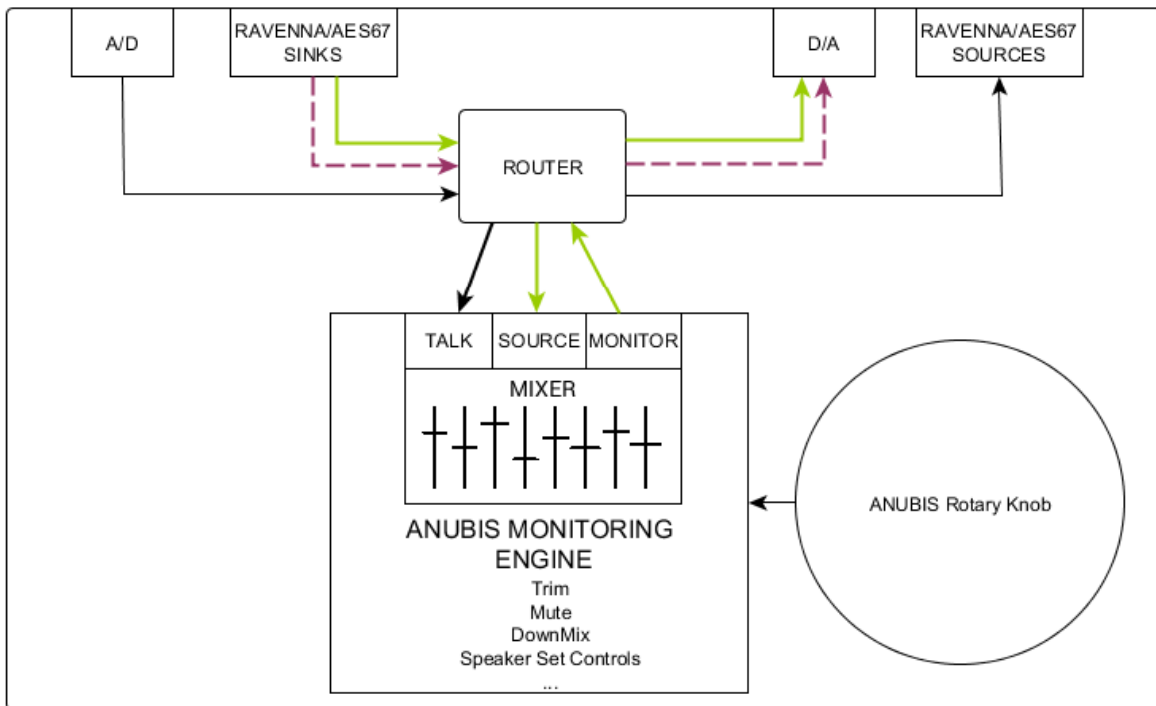 A/D
RAVENNA/AES67
SINKS
D/A
RAVENNA/AES67
SOURCES
ROUTER
TALK
SOURCE
MONITOR
MIXER
ANUBIS MONITORING
ENGINE
Trim
Mute
DownMix
Speaker Set Controls
...
ANUBIS Rotary Knob